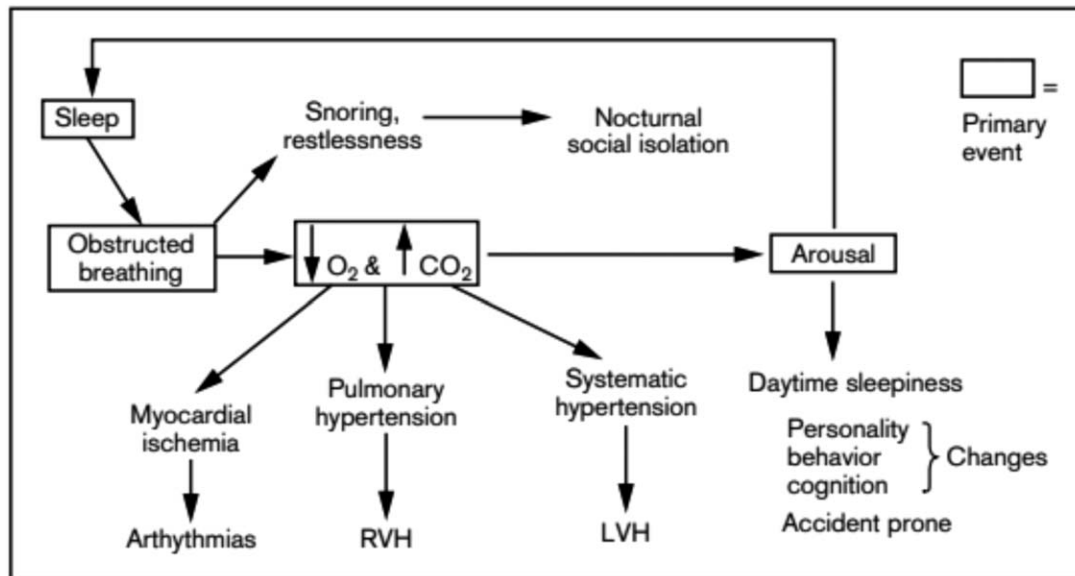 Sleep
Snoring,
restlessness
Nocturnal
social isolation
=
Primary
event
Obstructed
breathing
↓ O₂ & ↑ CO₂
Arousal
Myocardial
ischemia
Pulmonary
hypertension
Systematic
hypertension
Daytime sleepiness
Personality
behavior
cognition
Changes
Accident prone
Arthythmias
RVH
LVH